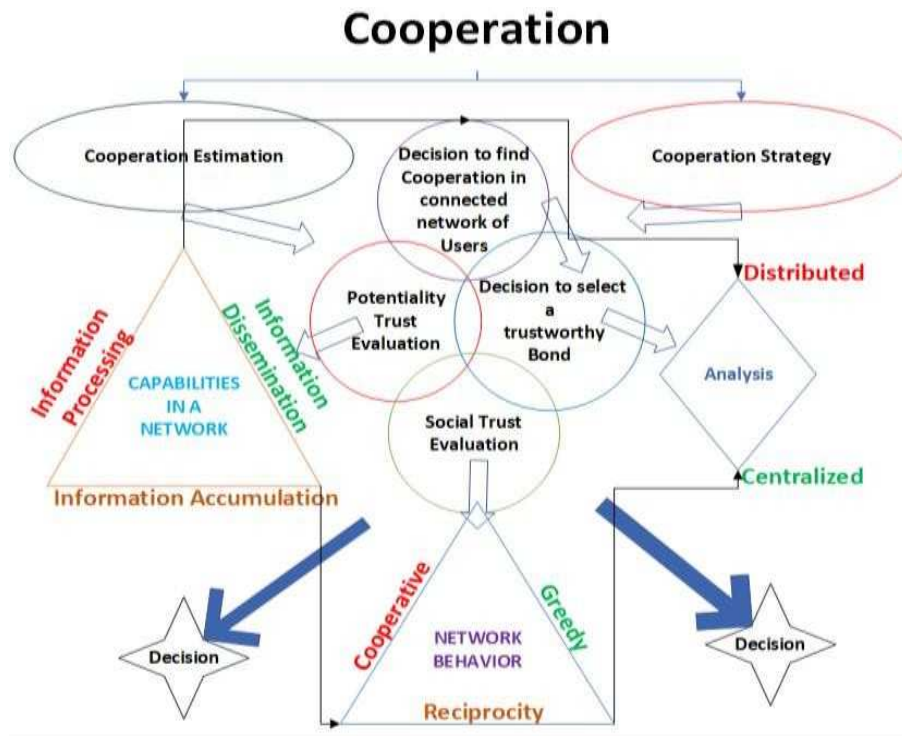 Cooperation
Cooperation Estimation
Decision to find
Cooperation in
connected
network of
Users
Cooperation Strategy
Distributed
Potentiality
Trust
Evaluation
Decision to select
a
trustworthy
Bond
Information
Processing
Information
Dissemination
CAPABILITIES
IN A
NETWORK
Analysis
Social Trust
Evaluation
Information Accumulation
Centralized
Cooperative
Greedy
NETWORK
BEHAVIOR
Decision
Decision
Reciprocity